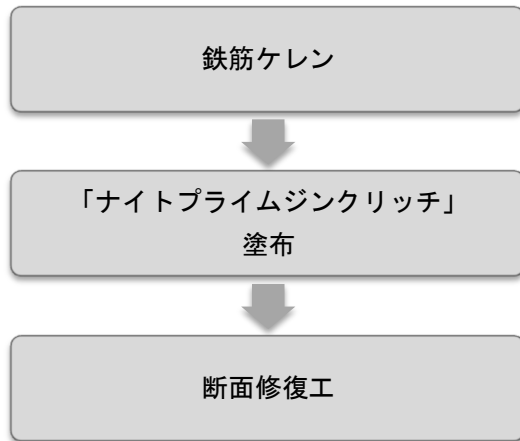 鉄筋ケレン
「ナイトプライムジンクリッチ」
塗布
断面修復工